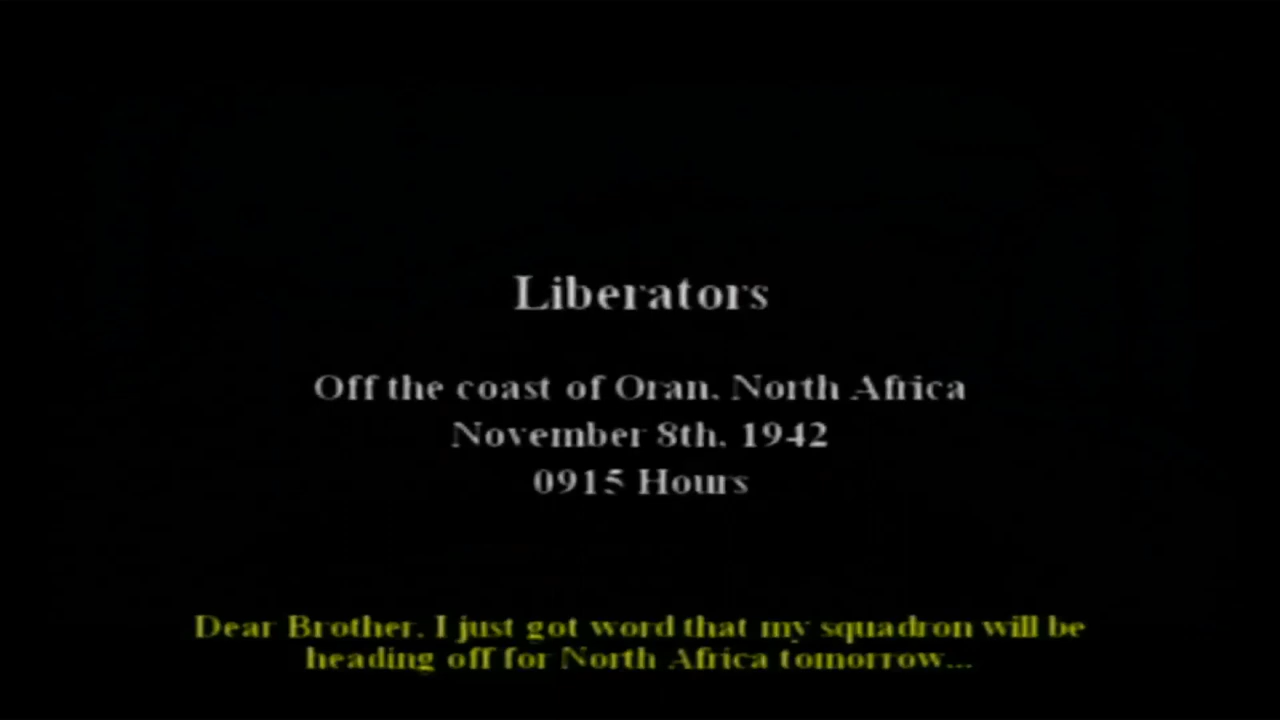 Liberators
Off the coast of Oran, North Africa
November 8th, 1942
0915 Hours
Dear Brother, I just got word that my squadron will be
heading off for North Africa tomorrow...